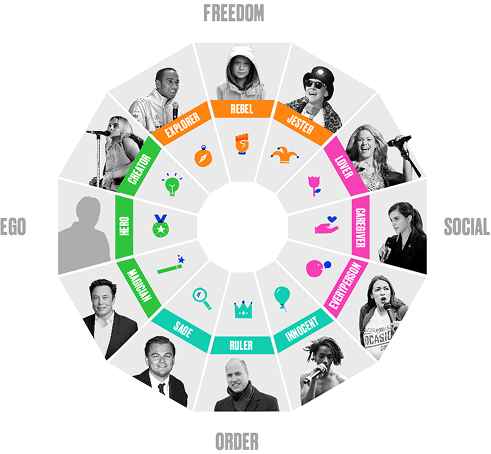 FREEDOM
EXPLORER
REBEL
JESTER
CREATOR
LOVER
EGO
HERO
CAREGIVER
SOCIAL
MAGICIAN
EVERYPERSON
SAGE
RULER
INNOCENT
OCASIO
ORDER